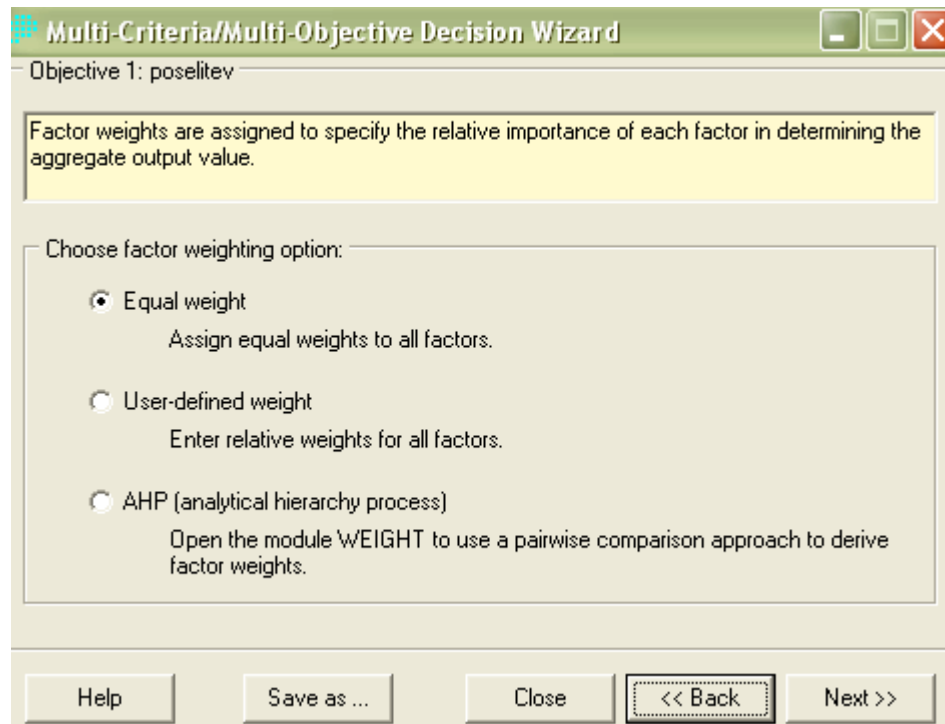 Multi-Criteria/Multi-Objective Decision Wizard
Objective 1: poselitev
Factor weights are assigned to specify the relative importance of each factor in determining the
aggregate output value.
Choose factor weighting option:
Equal weight
Assign equal weights to all factors.
User-defined weight
Enter relative weights for all factors.
AHP (analytical hierarchy process)
Open the module WEIGHT to use a pairwise comparison approach to derive
factor weights.
Help Save as ... Close << Back Next >>